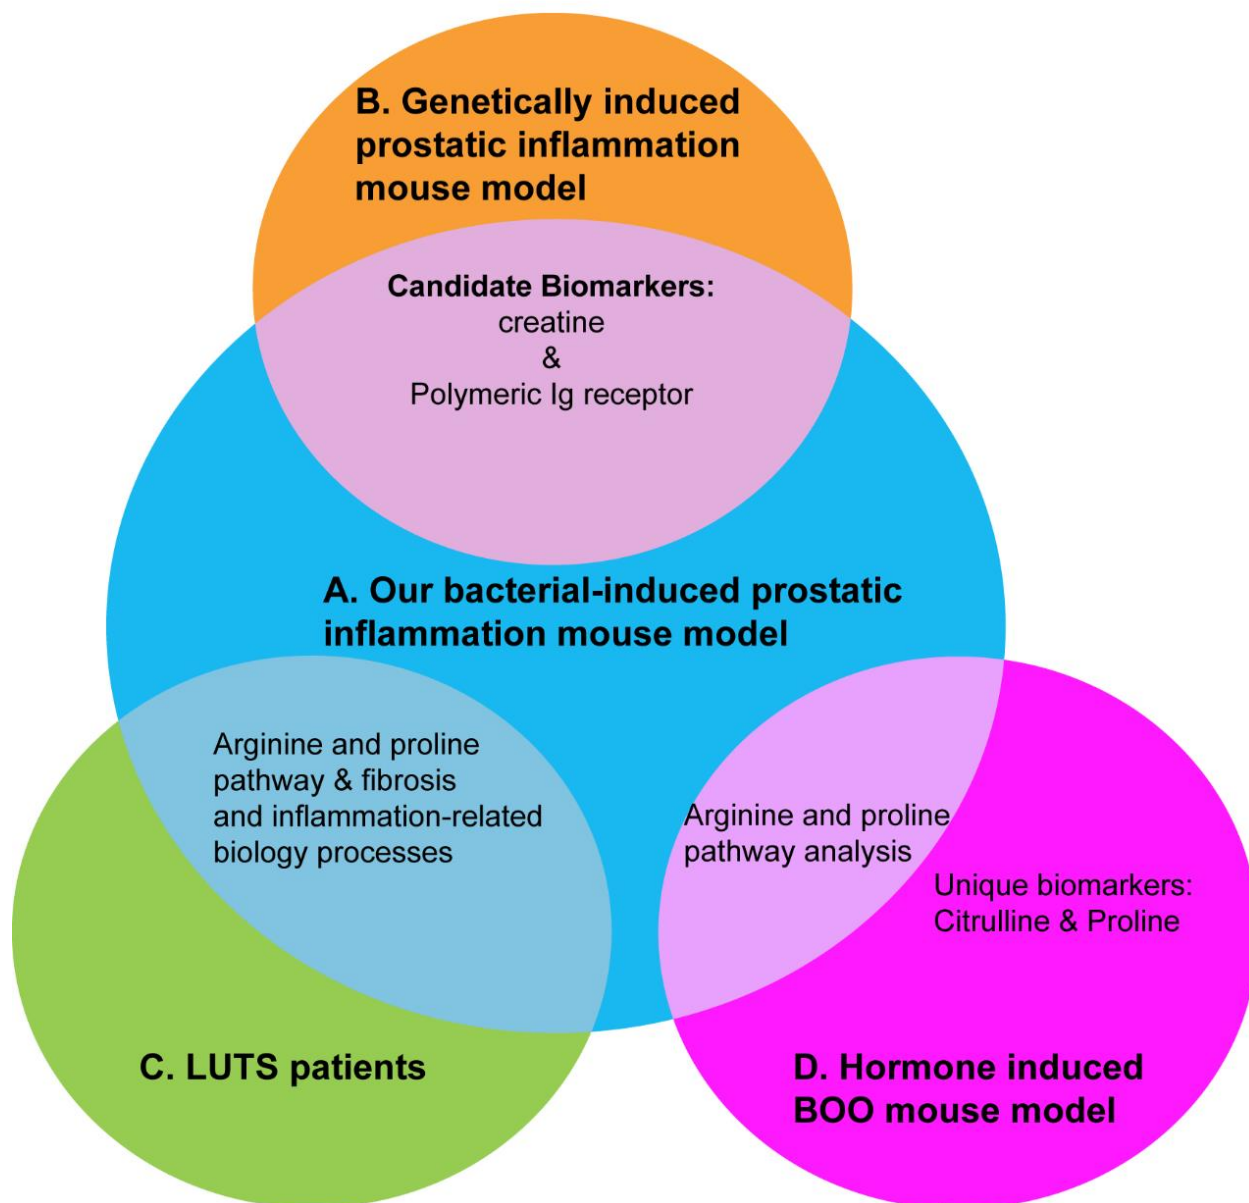 B. Genetically induced
prostatic inflammation
mouse model
Candidate Biomarkers:
creatine
&
Polymeric Ig receptor
A. Our bacterial-induced prostatic
inflammation mouse model
Arginine and proline
pathway & fibrosis
and inflammation-related
biology processes
Arginine and proline
pathway analysis
Unique biomarkers:
Citrulline & Proline
C. LUTS patients
D. Hormone induced
BOO mouse model